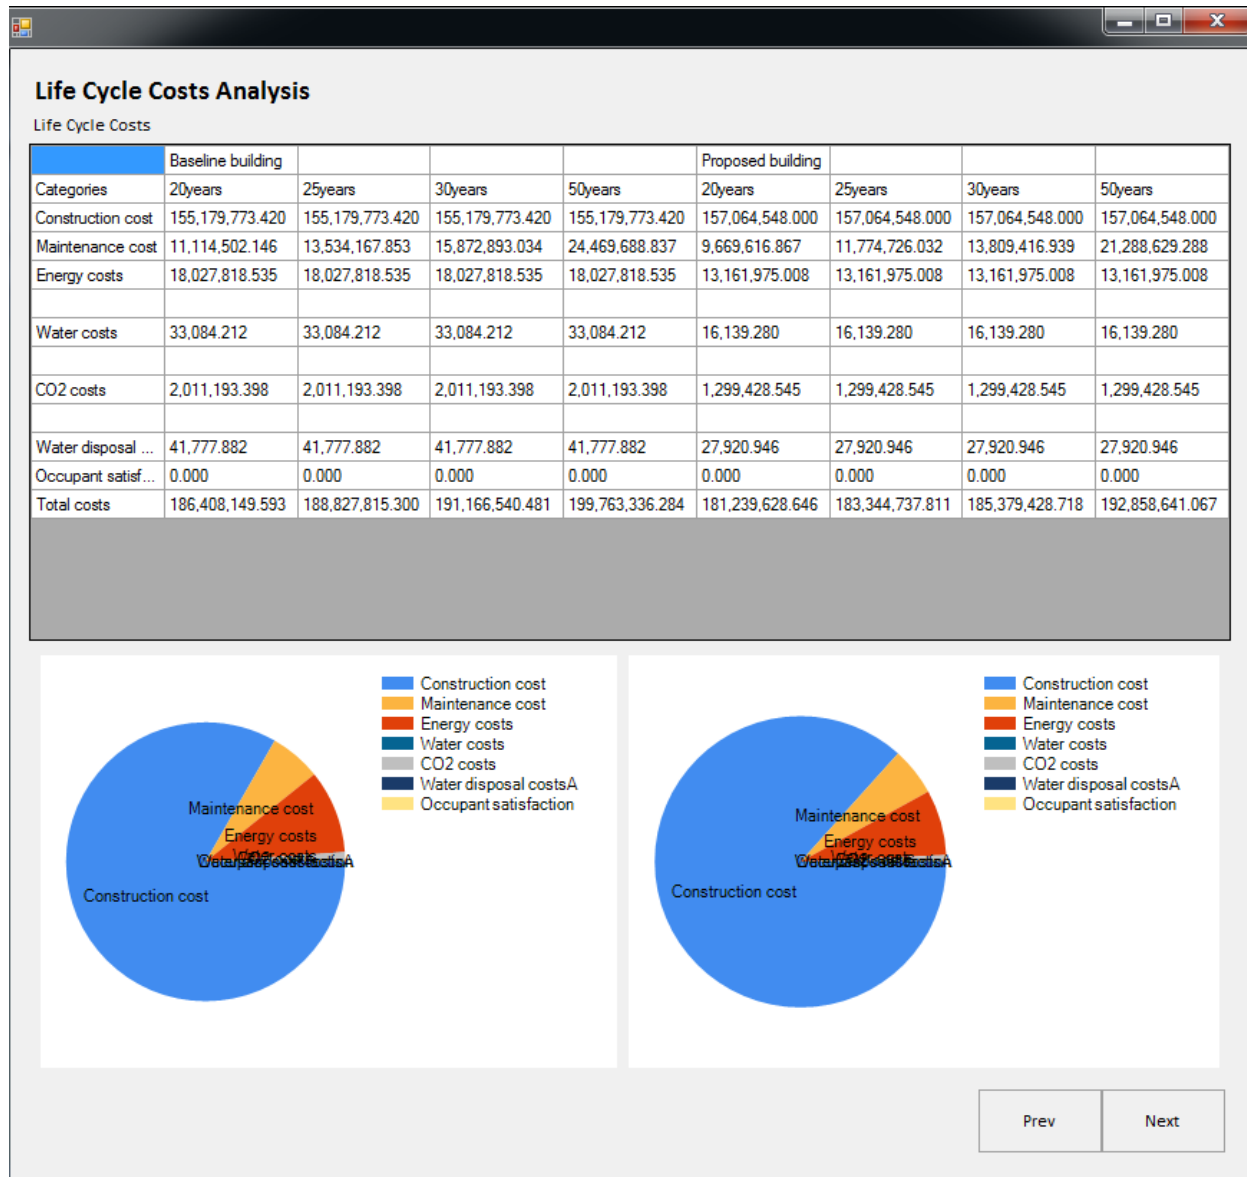 Life Cycle Costs Analysis
Life Cycle Costs
Baseline building Proposed building
Categories 20years 25years 30years 50years 20years 25years 30years 50years
Construction cost 155,179,773.420 155,179,773.420 155,179,773.420 155,179,773.420 157,064,548.000 157,064,548.000 157,064,548.000 157,064,548.000
Maintenance cost 11,114,502.146 13,534,167.853 15,872,893.034 24,469,688.837 9,669,616.867 11,774,726.032 13,809,416.939 21,288,629.288
Energy costs 18,027,818.535 18,027,818.535 18,027,818.535 18,027,818.535 13,161,975.008 13,161,975.008 13,161,975.008 13,161,975.008
Water costs 33,084.212 33,084.212 33,084.212 33,084.212 16,139.280 16,139.280 16,139.280 16,139.280
CO2 costs 2,011,193.398 2,011,193.398 2,011,193.398 2,011,193.398 1,299,428.545 1,299,428.545 1,299,428.545 1,299,428.545
Water disposal ... 41,777.882 41,777.882 41,777.882 41,777.882 27,920.946 27,920.946 27,920.946 27,920.946
Occupant satisf... 0.000 0.000 0.000 0.000 0.000 0.000 0.000 0.000
Total costs 186,408,149.593 188,827,815.300 191,166,540.481 199,763,336.284 181,239,628.646 183,344,737.811 185,379,428.718 192,858,641.067
Construction cost
Maintenance cost
Energy costs
Water costs
CO2 costs
Water disposal costsA
Occupant satisfaction
Maintenance cost
Energy costs
Construction cost
Construction cost
Maintenance cost
Energy costs
Water costs
CO2 costs
Water disposal costsA
Occupant satisfaction
Maintenance cost
Energy costs
Construction cost
Prev Next